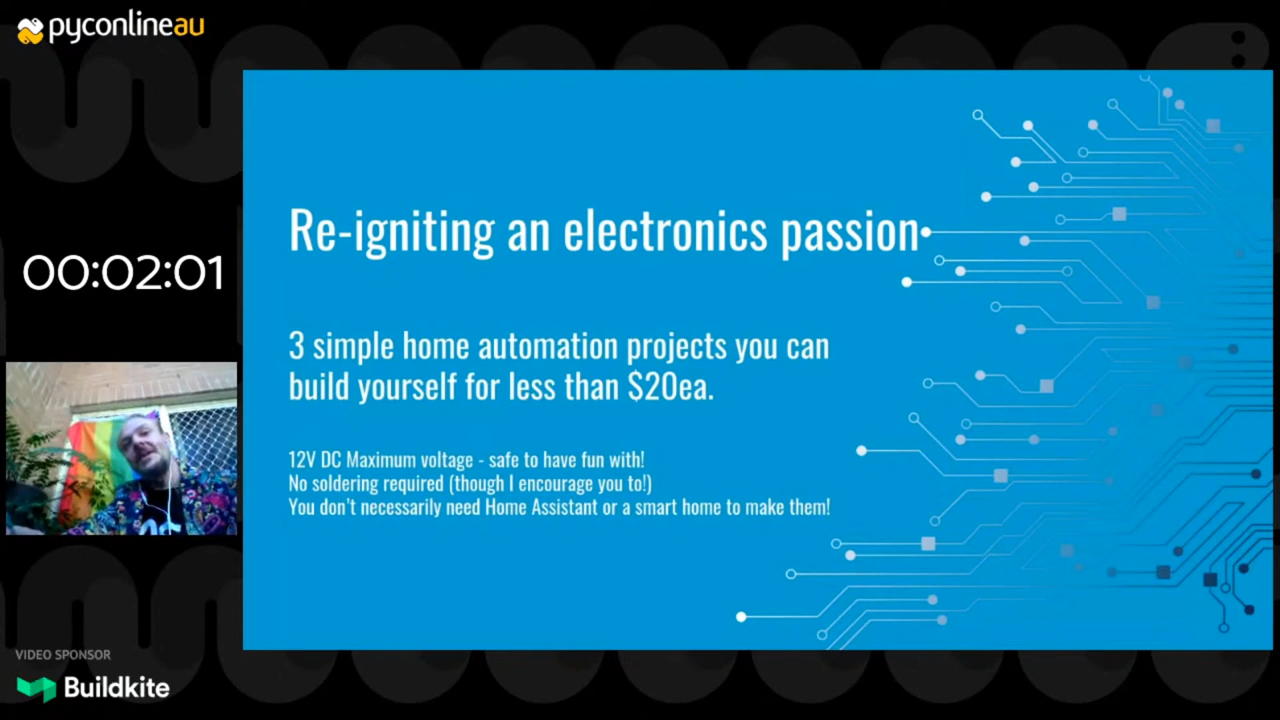 pyconlineau
00:02:01
Re-igniting an electronics passion
3 simple home automation projects you can
build yourself for less than $20ea.
12V DC Maximum voltage - safe to have fun with!
No soldering required (though I encourage you to!)
You don't necessarily need Home Assistant or a smart home to make them!
VIDEO SPONSOR
Buildkite